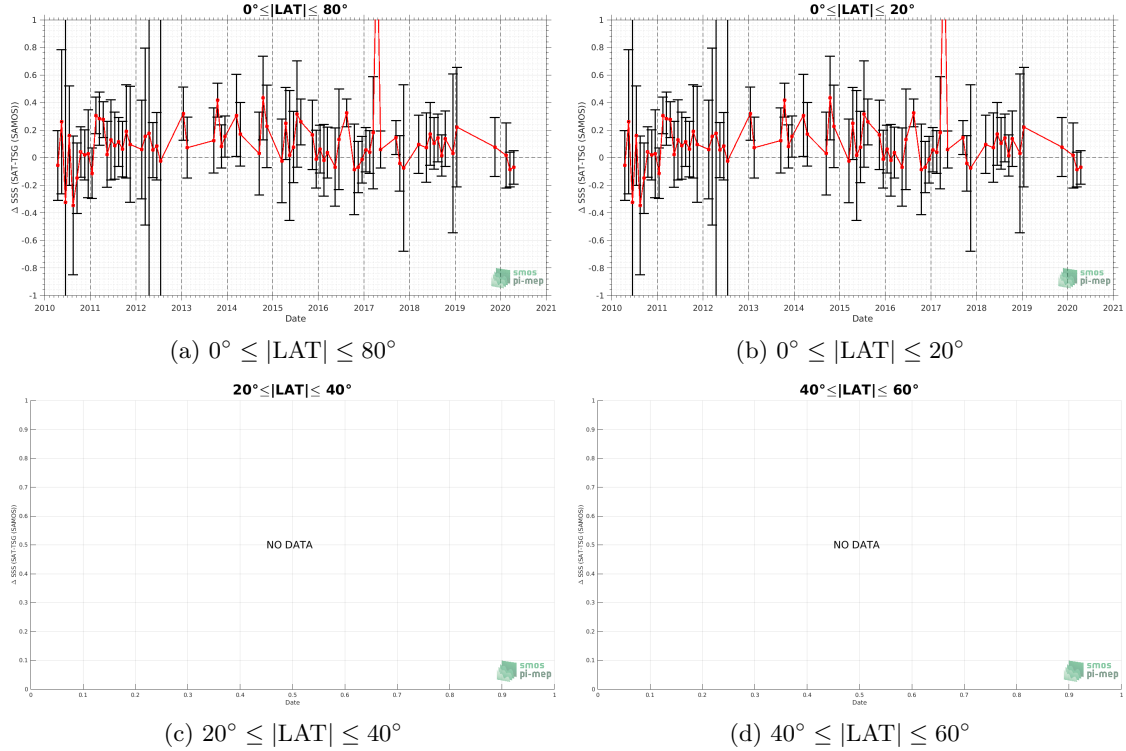 0°≤|LAT|≤ 80°
Δ SSS (SAT-TSG (SAMOS))
1
0.8
0.6
0.4
0.2
0
-0.2
-0.4
-0.6
-0.8
-1
2010 2011 2012 2013 2014 2015 2016 2017 2018 2019 2020 2021
Date
smos
pi-mep
(a) 0° ≤ |LAT| ≤ 80°
0°≤|LAT|≤ 20°
Δ SSS (SAT-TSG (SAMOS))
1
0.8
0.6
0.4
0.2
0
-0.2
-0.4
-0.6
-0.8
-1
2010 2011 2012 2013 2014 2015 2016 2017 2018 2019 2020 2021
Date
smos
pi-mep
(b) 0° ≤ |LAT| ≤ 20°
20°≤|LAT|≤ 40°
Δ SSS (SAT-TSG (SAMOS))
1
0.9
0.8
0.7
0.6
0.5
0.4
0.3
0.2
0.1
0
NO DATA
0 0.1 0.2 0.3 0.4 0.5 0.6 0.7 0.8 0.9 1
Date
smos
pi-mep
(c) 20° ≤ |LAT| ≤ 40°
40°≤|LAT|≤ 60°
Δ SSS (SAT-TSG (SAMOS))
1
0.9
0.8
0.7
0.6
0.5
0.4
0.3
0.2
0.1
0
NO DATA
0 0.1 0.2 0.3 0.4 0.5 0.6 0.7 0.8 0.9 1
Date
smos
pi-mep
(d) 40° ≤ |LAT| ≤ 60°